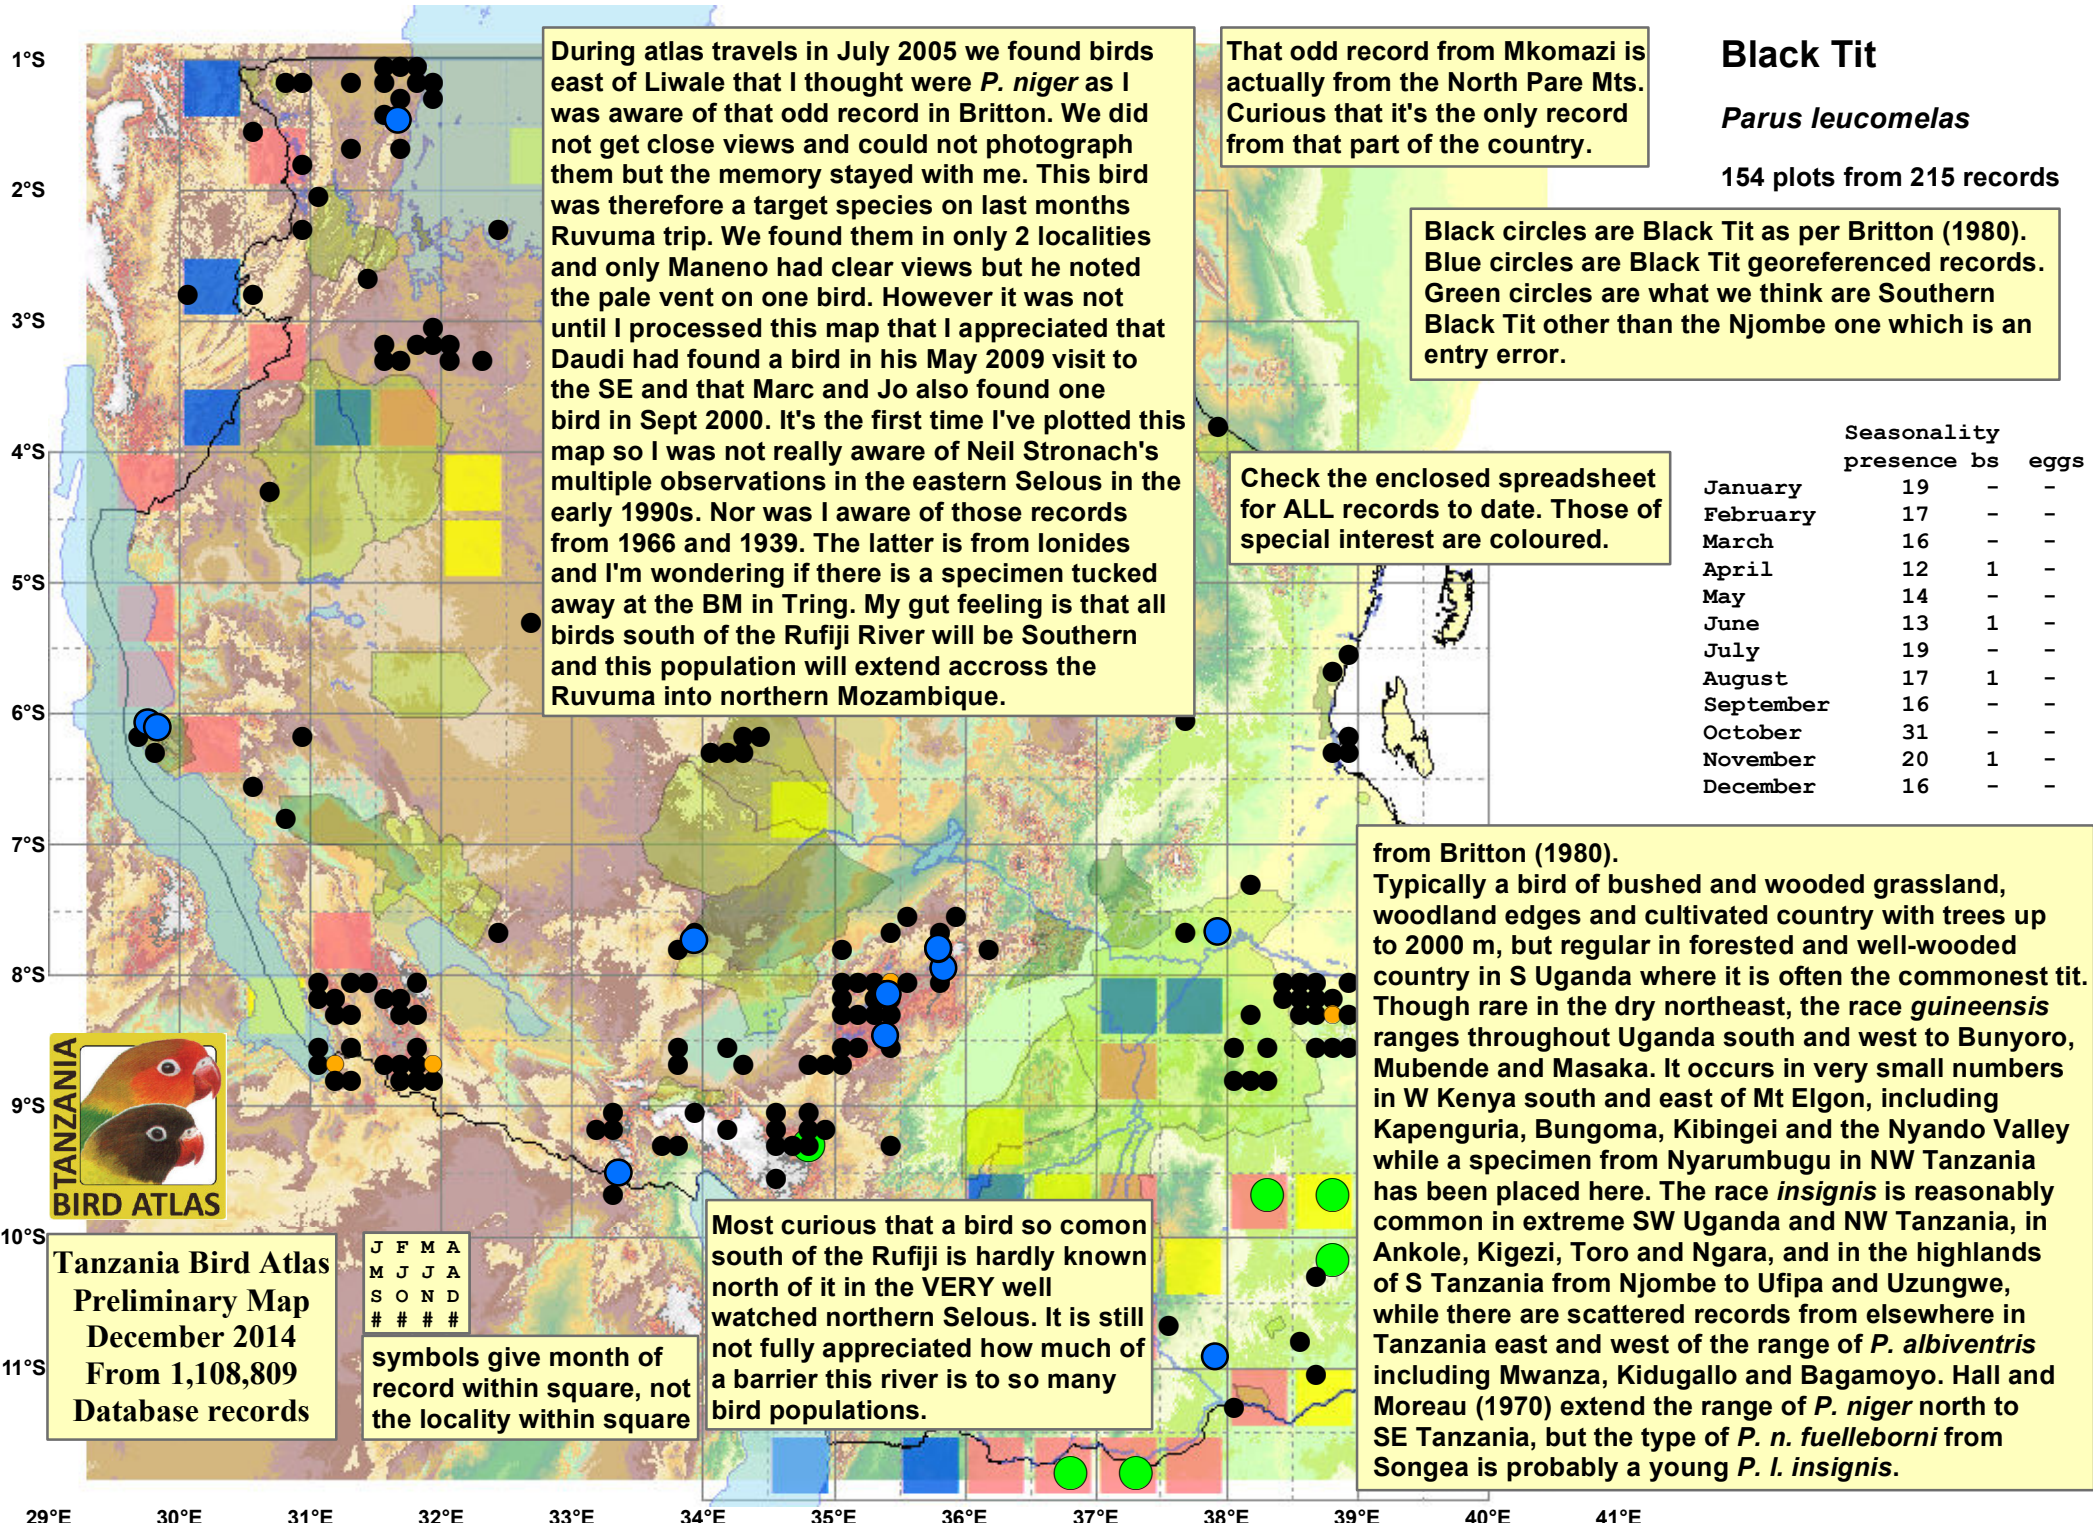 During atlas travels in July 2005 we found birds
east of Liwale that I thought were P. niger as I
was aware of that odd record in Britton. We did
not get close views and could not photograph
them but the memory stayed with me. This bird
was therefore a target species on last months
Ruvuma trip. We found them in only 2 localities
and only Maneno had clear views but he noted
the pale vent on one bird. However it was not
until I processed this map that I appreciated that
Daudi had found a bird in his May 2009 visit to
the SE and that Marc and Jo also found one
bird in Sept 2000. It's the first time I've plotted this
map so I was not really aware of Neil Stronach's
multiple observations in the eastern Selous in the
early 1990s. Nor was I aware of those records
from 1966 and 1939. The latter is from Ionides
and I'm wondering if there is a specimen tucked
away at the BM in Tring. My gut feeling is that all
birds south of the Rufiji River will be Southern
and this population will extend accross the
Ruvuma into northern Mozambique.
That odd record from Mkomazi is
actually from the North Pare Mts.
Curious that it's the only record
from that part of the country.
Black Tit
Parus leucomelas
154 plots from 215 records
Black circles are Black Tit as per Britton (1980).
Blue circles are Black Tit georeferenced records.
Green circles are what we think are Southern
Black Tit other than the Njombe one which is an
entry error.
Check the enclosed spreadsheet
for ALL records to date. Those of
special interest are coloured.
Seasonality
presence bs eggs
January 19 - -
February 17 - -
March 16 - -
April 12 1 -
May 14 - -
June 13 1 -
July 19 - -
August 17 1 -
September 16 - -
October 31 - -
November 20 1 -
December 16 - -
from Britton (1980).
Typically a bird of bushed and wooded grassland,
woodland edges and cultivated country with trees up
to 2000 m, but regular in forested and well-wooded
country in S Uganda where it is often the commonest tit.
Though rare in the dry northeast, the race guineensis
ranges throughout Uganda south and west to Bunyoro,
Mubende and Masaka. It occurs in very small numbers
in W Kenya south and east of Mt Elgon, including
Kapenguria, Bungoma, Kibingei and the Nyando Valley
while a specimen from Nyarumbugu in NW Tanzania
has been placed here. The race insignis is reasonably
common in extreme SW Uganda and NW Tanzania, in
Ankole, Kigezi, Toro and Ngara, and in the highlands
of S Tanzania from Njombe to Ufipa and Uzungwe,
while there are scattered records from elsewhere in
Tanzania east and west of the range of P. albiventris
including Mwanza, Kidugallo and Bagamoyo. Hall and
Moreau (1970) extend the range of P. niger north to
SE Tanzania, but the type of P. n. fuelleborni from
Songea is probably a young P. l. insignis.
Most curious that a bird so comon
south of the Rufiji is hardly known
north of it in the VERY well
watched northern Selous. It is still
not fully appreciated how much of
a barrier this river is to so many
bird populations.
TANZANIA
BIRD ATLAS
Tanzania Bird Atlas
Preliminary Map
December 2014
From 1,108,809
Database records
J F M A
M J J A
S O N D
# # # #
symbols give month of
record within square, not
the locality within square
1°S
2°S
3°S
4°S
5°S
6°S
7°S
8°S
9°S
10°S
11°S
29°E 30°E 31°E 32°E 33°E 34°E 35°E 36°E 37°E 38°E 39°E 40°E 41°E